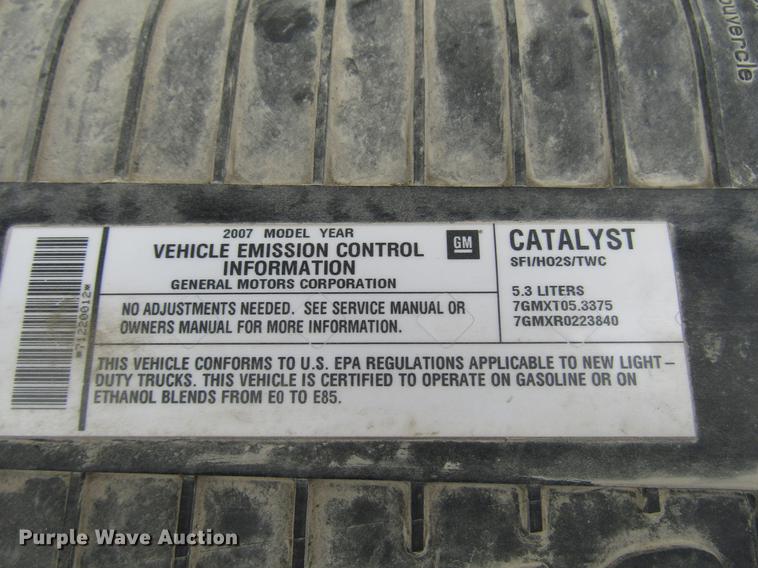 couvercle
2007 MODEL YEAR
VEHICLE EMISSION CONTROL
INFORMATION
GENERAL MOTORS CORPORATION
GM
CATALYST
SFI/HO2S/TWC
5.3 LITERS
7GMXT05.3375
7GMXR0223840
NO ADJUSTMENTS NEEDED. SEE SERVICE MANUAL OR
OWNERS MANUAL FOR MORE INFORMATION.
THIS VEHICLE CONFORMS TO U.S. EPA REGULATIONS APPLICABLE TO NEW LIGHT-
DUTY TRUCKS. THIS VEHICLE IS CERTIFIED TO OPERATE ON GASOLINE OR ON
ETHANOL BLENDS FROM E0 TO E85.
*71220012*
Purple Wave Auction